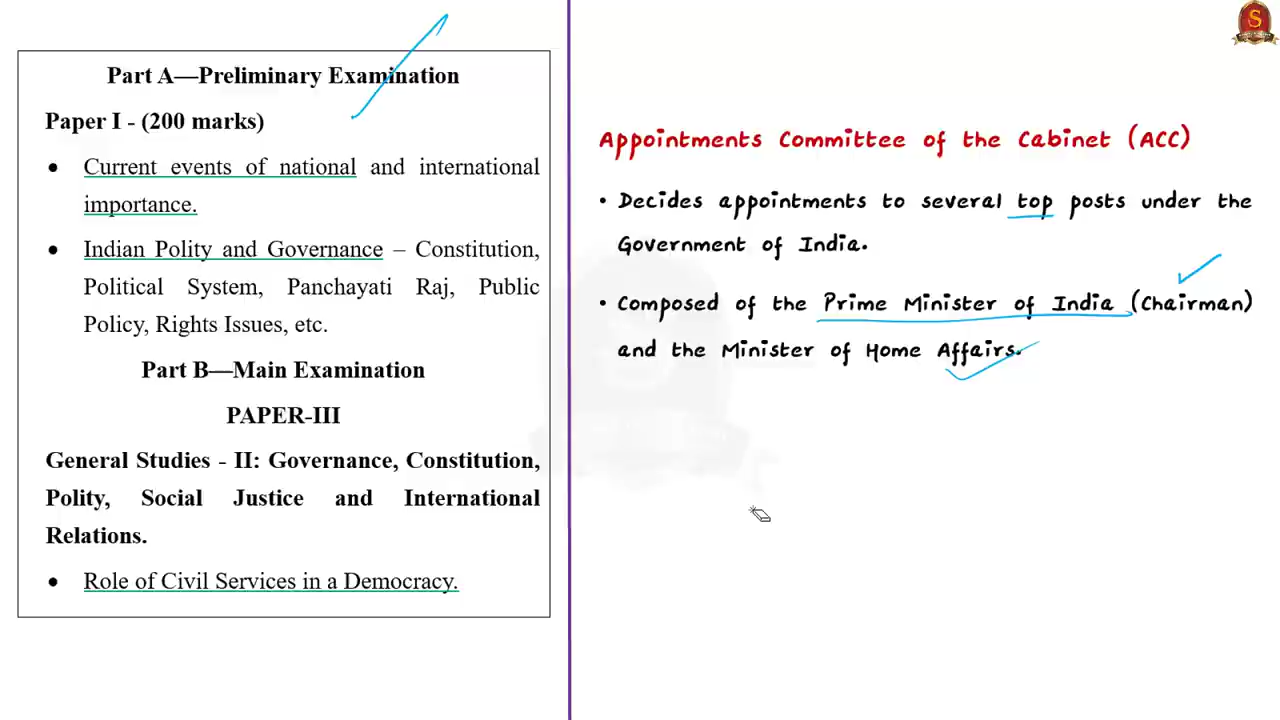 Part A—Preliminary Examination
Paper I - (200 marks)
• Current events of national and international
importance.
• Indian Polity and Governance – Constitution,
Political System, Panchayati Raj, Public
Policy, Rights Issues, etc.
Part B—Main Examination
PAPER-III
General Studies - II: Governance, Constitution,
Polity, Social Justice and International
Relations.
• Role of Civil Services in a Democracy.
S
Appointments Committee of the Cabinet (ACC)
• Decides appointments to several top posts under the
Government of India.
• Composed of the Prime Minister of India (Chairman)
and the Minister of Home Affairs.